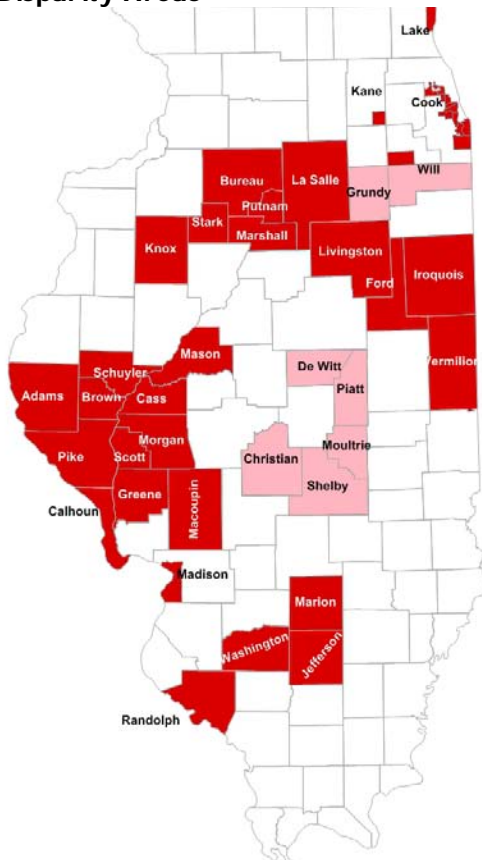 Disparity Areas
Lake
Kane
Cook
Will
Grundy
La Salle
Bureau
Putnam
Stark
Marshall
Knox
Livingston
Ford
Iroquois
Mason
Vermilion
De Witt
Schuyler
Piatt
Adams
Brown
Cass
Morgan
Moultrie
Pike
Scott
Christian
Shelby
Greene
Macoupin
Calhoun
Madison
Marion
Washington
Jefferson
Randolph